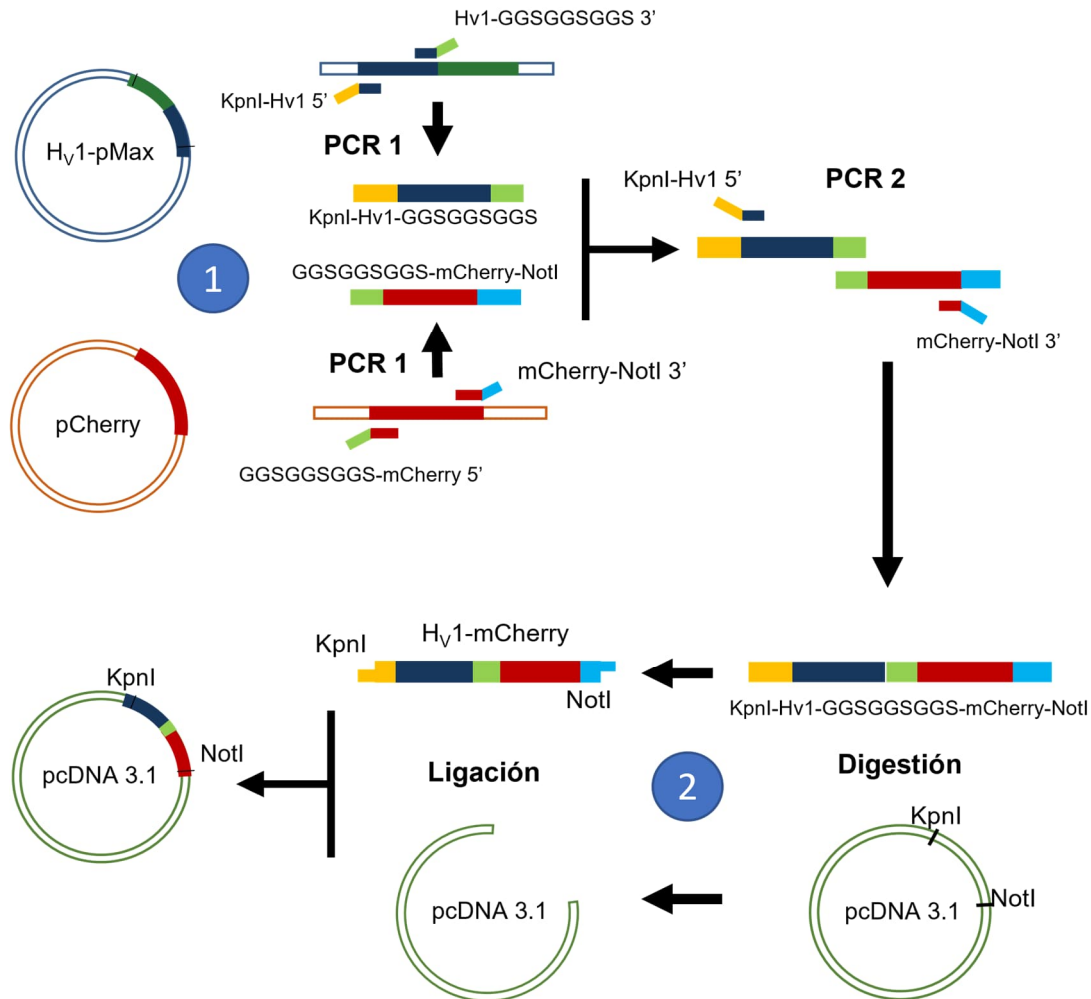 Hv1-GGSGGSGGS 3’
KpnI-Hv1 5’
HV1-pMax
PCR 1
KpnI-Hv1-GGSGGSGGS
KpnI-Hv1 5’
PCR 2
1
GGSGGSGGS-mCherry-NotI
PCR 1
mCherry-NotI 3’
mCherry-NotI 3’
pCherry
GGSGGSGGS-mCherry 5’
KpnI
HV1-mCherry
NotI
KpnI-Hv1-GGSGGSGGS-mCherry-NotI
KpnI
NotI
pcDNA 3.1
Ligación
2
Digestión
KpnI
NotI
pcDNA 3.1
pcDNA 3.1